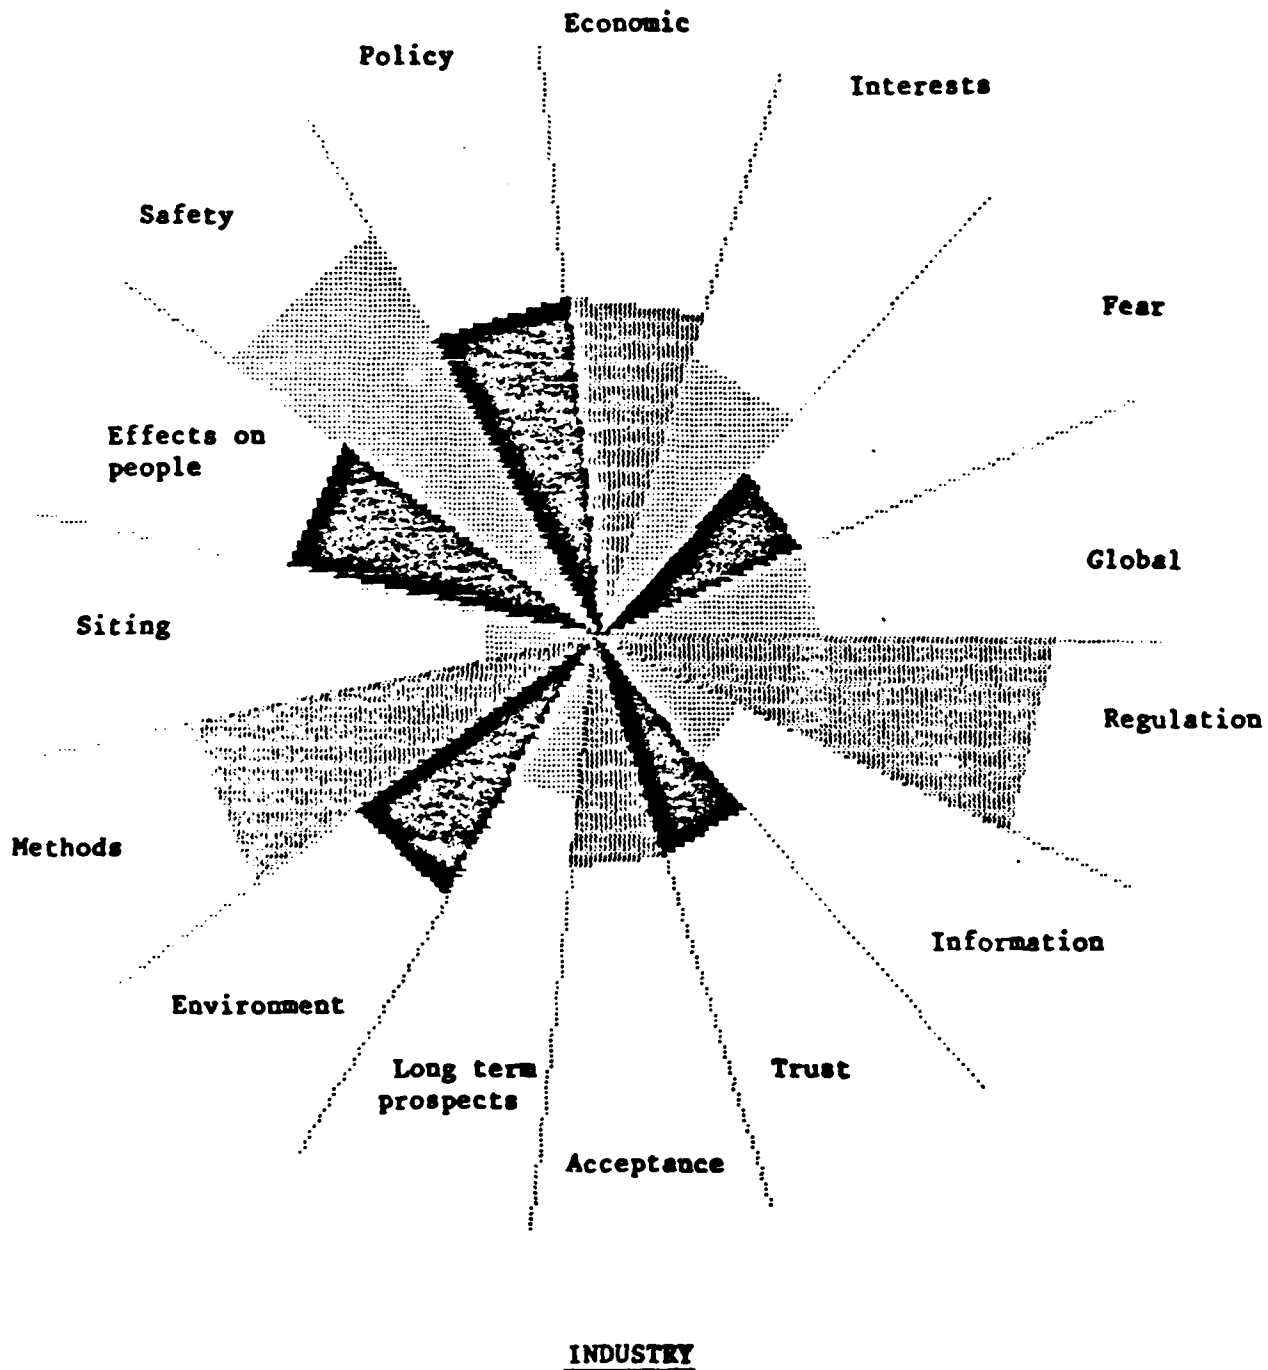 Economic
Policy
Interests
Safety
Fear
Effects on
people
Global
Siting
Regulation
Methods
Information
Environment
Long term
prospects
Trust
Acceptance
INDUSTRY